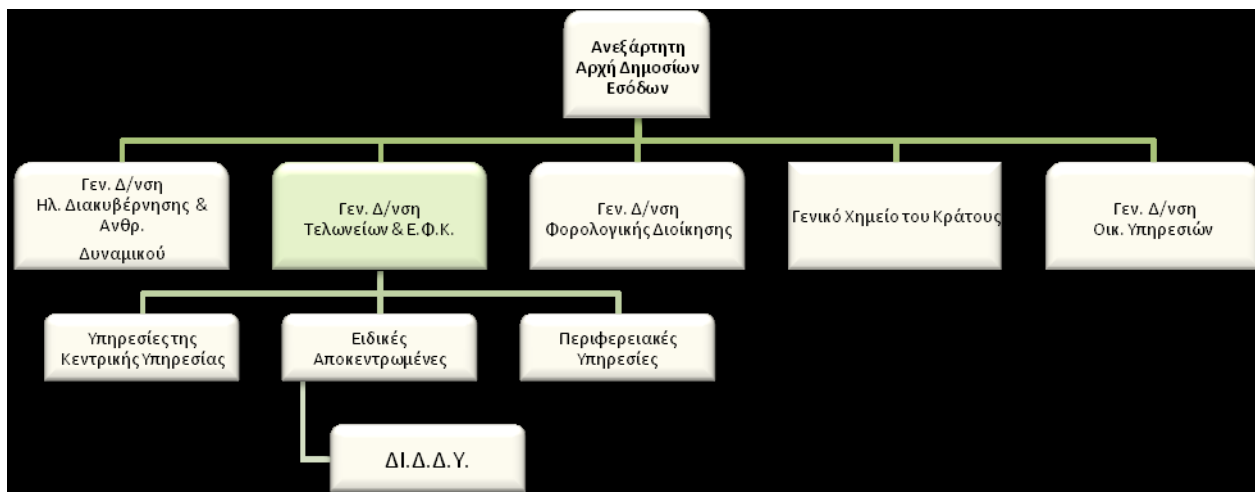 Ανεξάρτητη
Αρχή Δημοσίων
Εσόδων
Γεν. Δ/νση
Ηλ. Διακυβέρνησης &
Ανθρ.
Δυναμικού
Γεν. Δ/νση
Τελωνείων & Ε.Φ.Κ.
Γεν. Δ/νση
Φορολογικής Διοίκησης
Γενικό Χημείο του Κράτους
Γεν. Δ/νση
Οικ. Υπηρεσιών
Υπηρεσίες της
Κεντρικής Υπηρεσίας
Ειδικές
Αποκεντρωμένες
Περιφερειακές
Υπηρεσίες
ΔΙ.Δ.Δ.Υ.